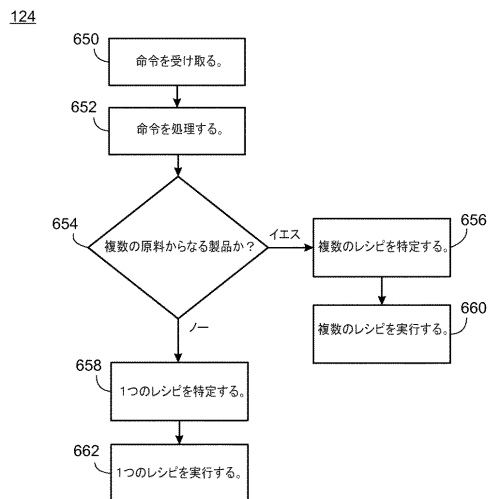 124
650
命令を受け取る。
652
命令を処理する。
654
複数の原料からなる製品か?
イエス
656
複数のレシピを特定する。
660
複数のレシピを実行する。
ノー
658
1つのレシピを特定する。
662
1つのレシピを実行する。